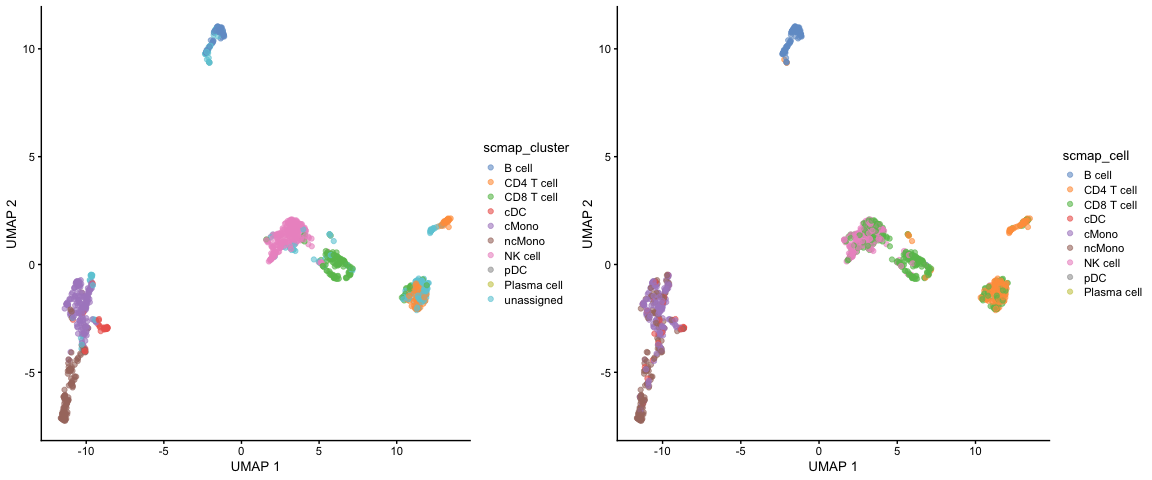 10
5
0
-5
UMAP 2
-10
-5
0
5
10
UMAP 1
scmap_cluster
B cell
CD4 T cell
CD8 T cell
cDC
cMono
ncMono
NK cell
pDC
Plasma cell
unassigned
10
5
0
-5
UMAP 2
-10
-5
0
5
10
UMAP 1
scmap_cell
B cell
CD4 T cell
CD8 T cell
cDC
cMono
ncMono
NK cell
pDC
Plasma cell